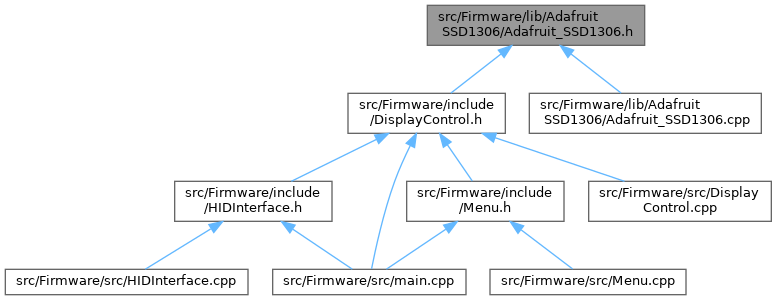 src/Firmware/lib/Adafruit
SSD1306/Adafruit_SSD1306.h
src/Firmware/include
/DisplayControl.h
src/Firmware/lib/Adafruit
SSD1306/Adafruit_SSD1306.cpp
src/Firmware/include
/HIDInterface.h
src/Firmware/include
/Menu.h
src/Firmware/src/Display
Control.cpp
src/Firmware/src/HIDInterface.cpp
src/Firmware/src/main.cpp
src/Firmware/src/Menu.cpp